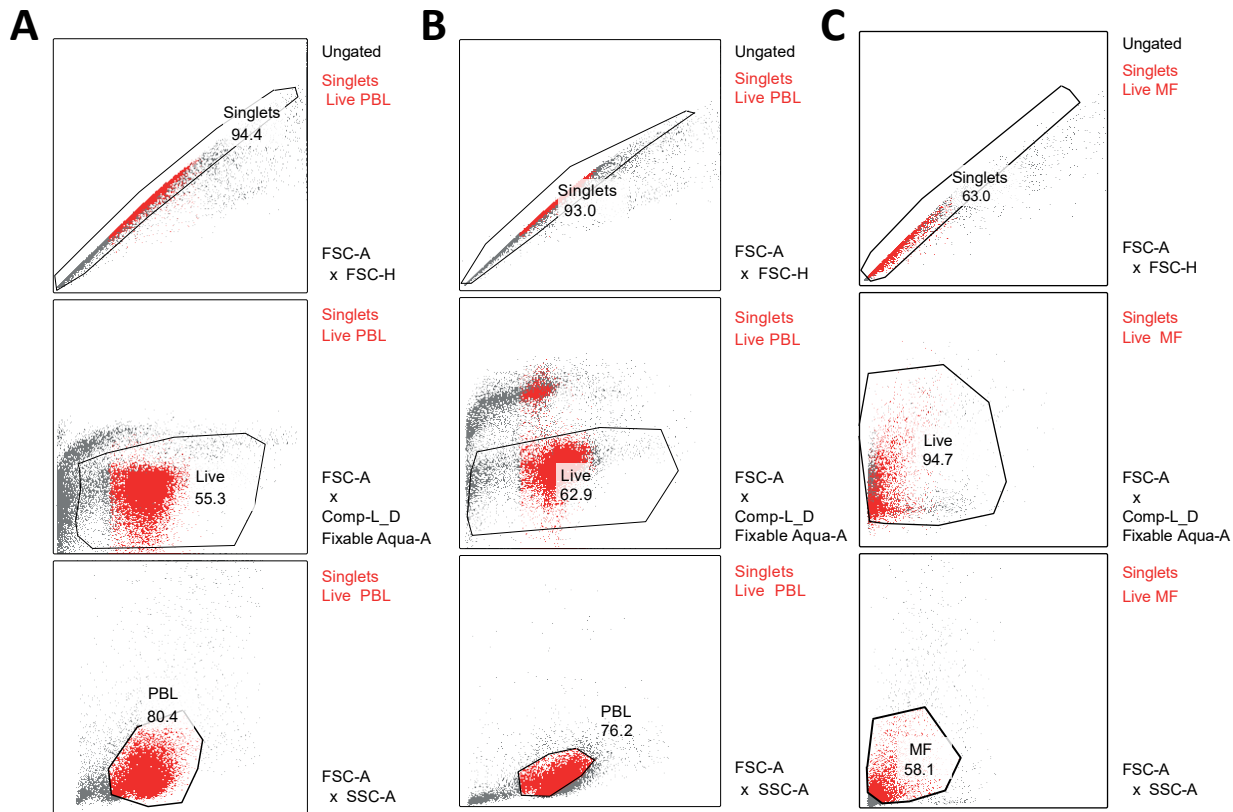 A
Ungated
Singlets
Live PBL
Singlets
94.4
FSC-A
x FSC-H
Singlets
Live PBL
Live
55.3
FSC-A
x
Comp-L_D
Fixable Aqua-A
Singlets
Live PBL
PBL
80.4
FSC-A
x SSC-A
B
Ungated
Singlets
Live PBL
Singlets
93.0
FSC-A
x FSC-H
Singlets
Live PBL
Live
62.9
FSC-A
x
Comp-L_D
Fixable Aqua-A
Singlets
Live PBL
PBL
76.2
FSC-A
x SSC-A
C
Ungated
Singlets
Live MF
Singlets
63.0
FSC-A
x FSC-H
Singlets
Live MF
Live
94.7
FSC-A
x
Comp-L_D
Fixable Aqua-A
Singlets
Live MF
MF
58.1
FSC-A
x SSC-A